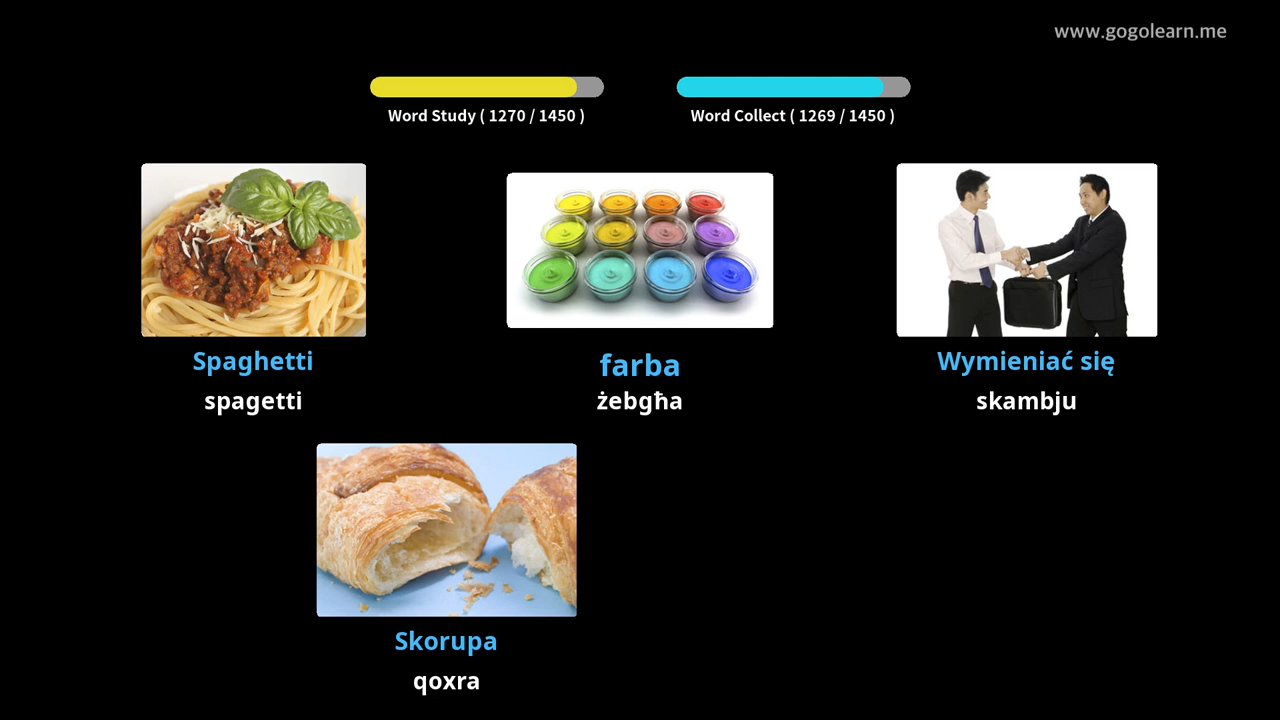 www.gogolearn.me
Word Study ( 1270 / 1450 )
Word Collect ( 1269 / 1450 )
Spaghetti
spagetti
farba
żebgħa
Wymieniać się
skambju
Skorupa
qoxra